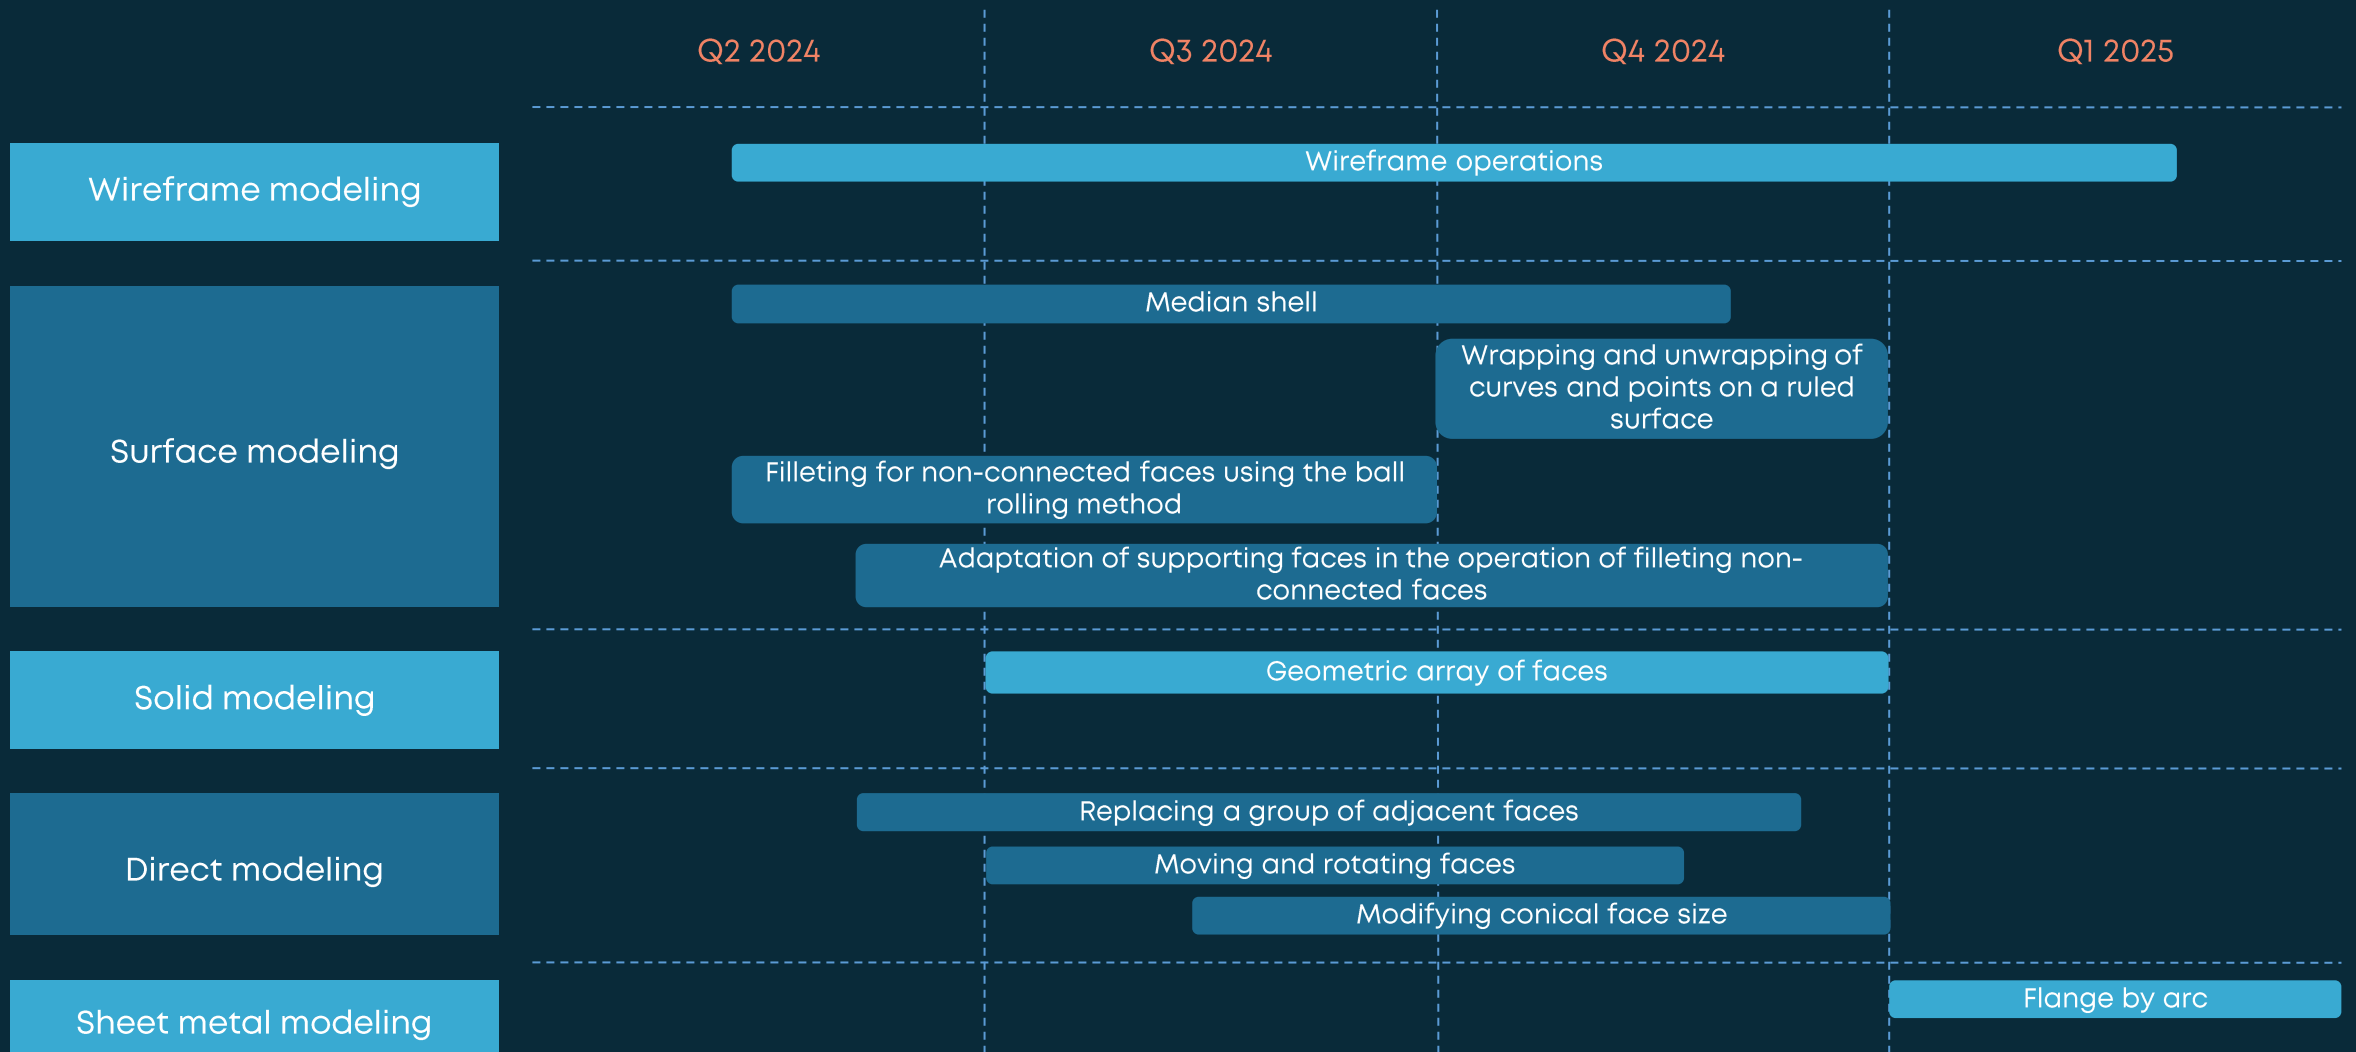 Q2 2024
Q3 2024
Q4 2024
Q1 2025
Wireframe modeling
Wireframe operations
Surface modeling
Median shell
Wrapping and unwrapping of
curves and points on a ruled
surface
Filleting for non-connected faces using the ball
rolling method
Adaptation of supporting faces in the operation of filleting non-
connected faces
Solid modeling
Geometric array of faces
Direct modeling
Replacing a group of adjacent faces
Moving and rotating faces
Modifying conical face size
Sheet metal modeling
Flange by arc